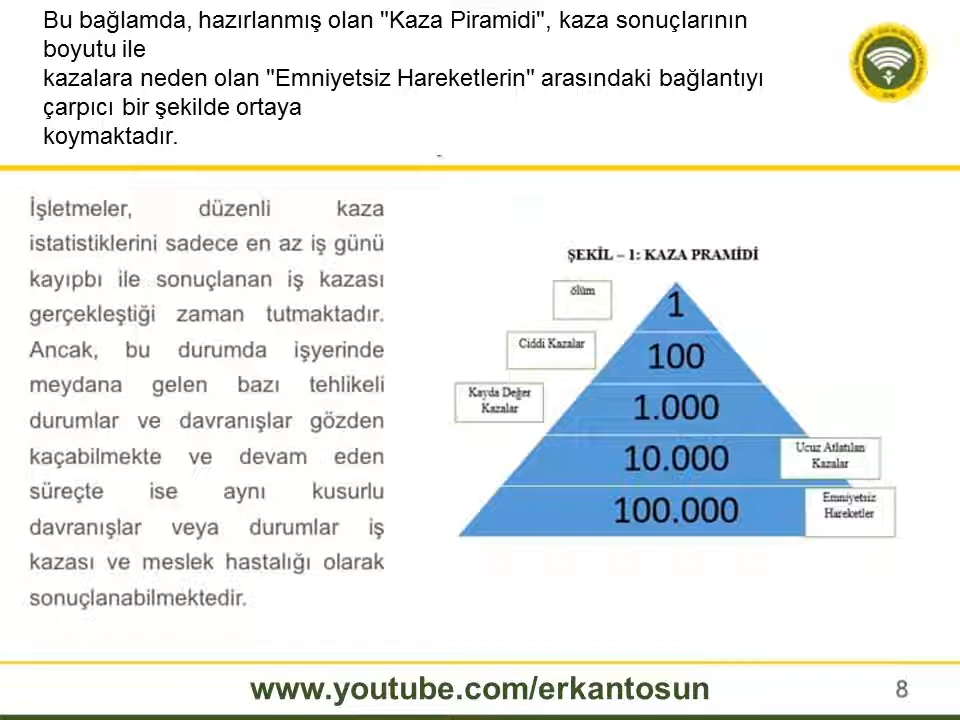 Bu bağlamda, hazırlanmış olan "Kaza Piramidi", kaza sonuçlarının
boyutu ile
kazalara neden olan "Emniyetsiz Hareketlerin" arasındaki bağlantıyı
çarpıcı bir şekilde ortaya
koymaktadır.
İşletmeler, düzenli kaza
istatistiklerini sadece en az iş günü
kayıpbı ile sonuçlanan iş kazası
gerçekleştiği zaman tutmaktadır.
Ancak, bu durumda işyerinde
meydana gelen bazı tehlikeli
durumlar ve davranışlar gözden
kaçabilmekte ve devam eden
süreçte ise aynı kusurlu
davranışlar veya durumlar iş
kazası ve meslek hastalığı olarak
sonuçlanabilmektedir.
ŞEKİL – 1: KAZA PRAMİDİ
ölüm
1
Ciddi Kazalar
100
Kayda Değer
Kazalar
1.000
10.000
Ucuz Atlatılan
Kazalar
100.000
Emniyetsiz
Hareketler
www.youtube.com/erkantosun
8